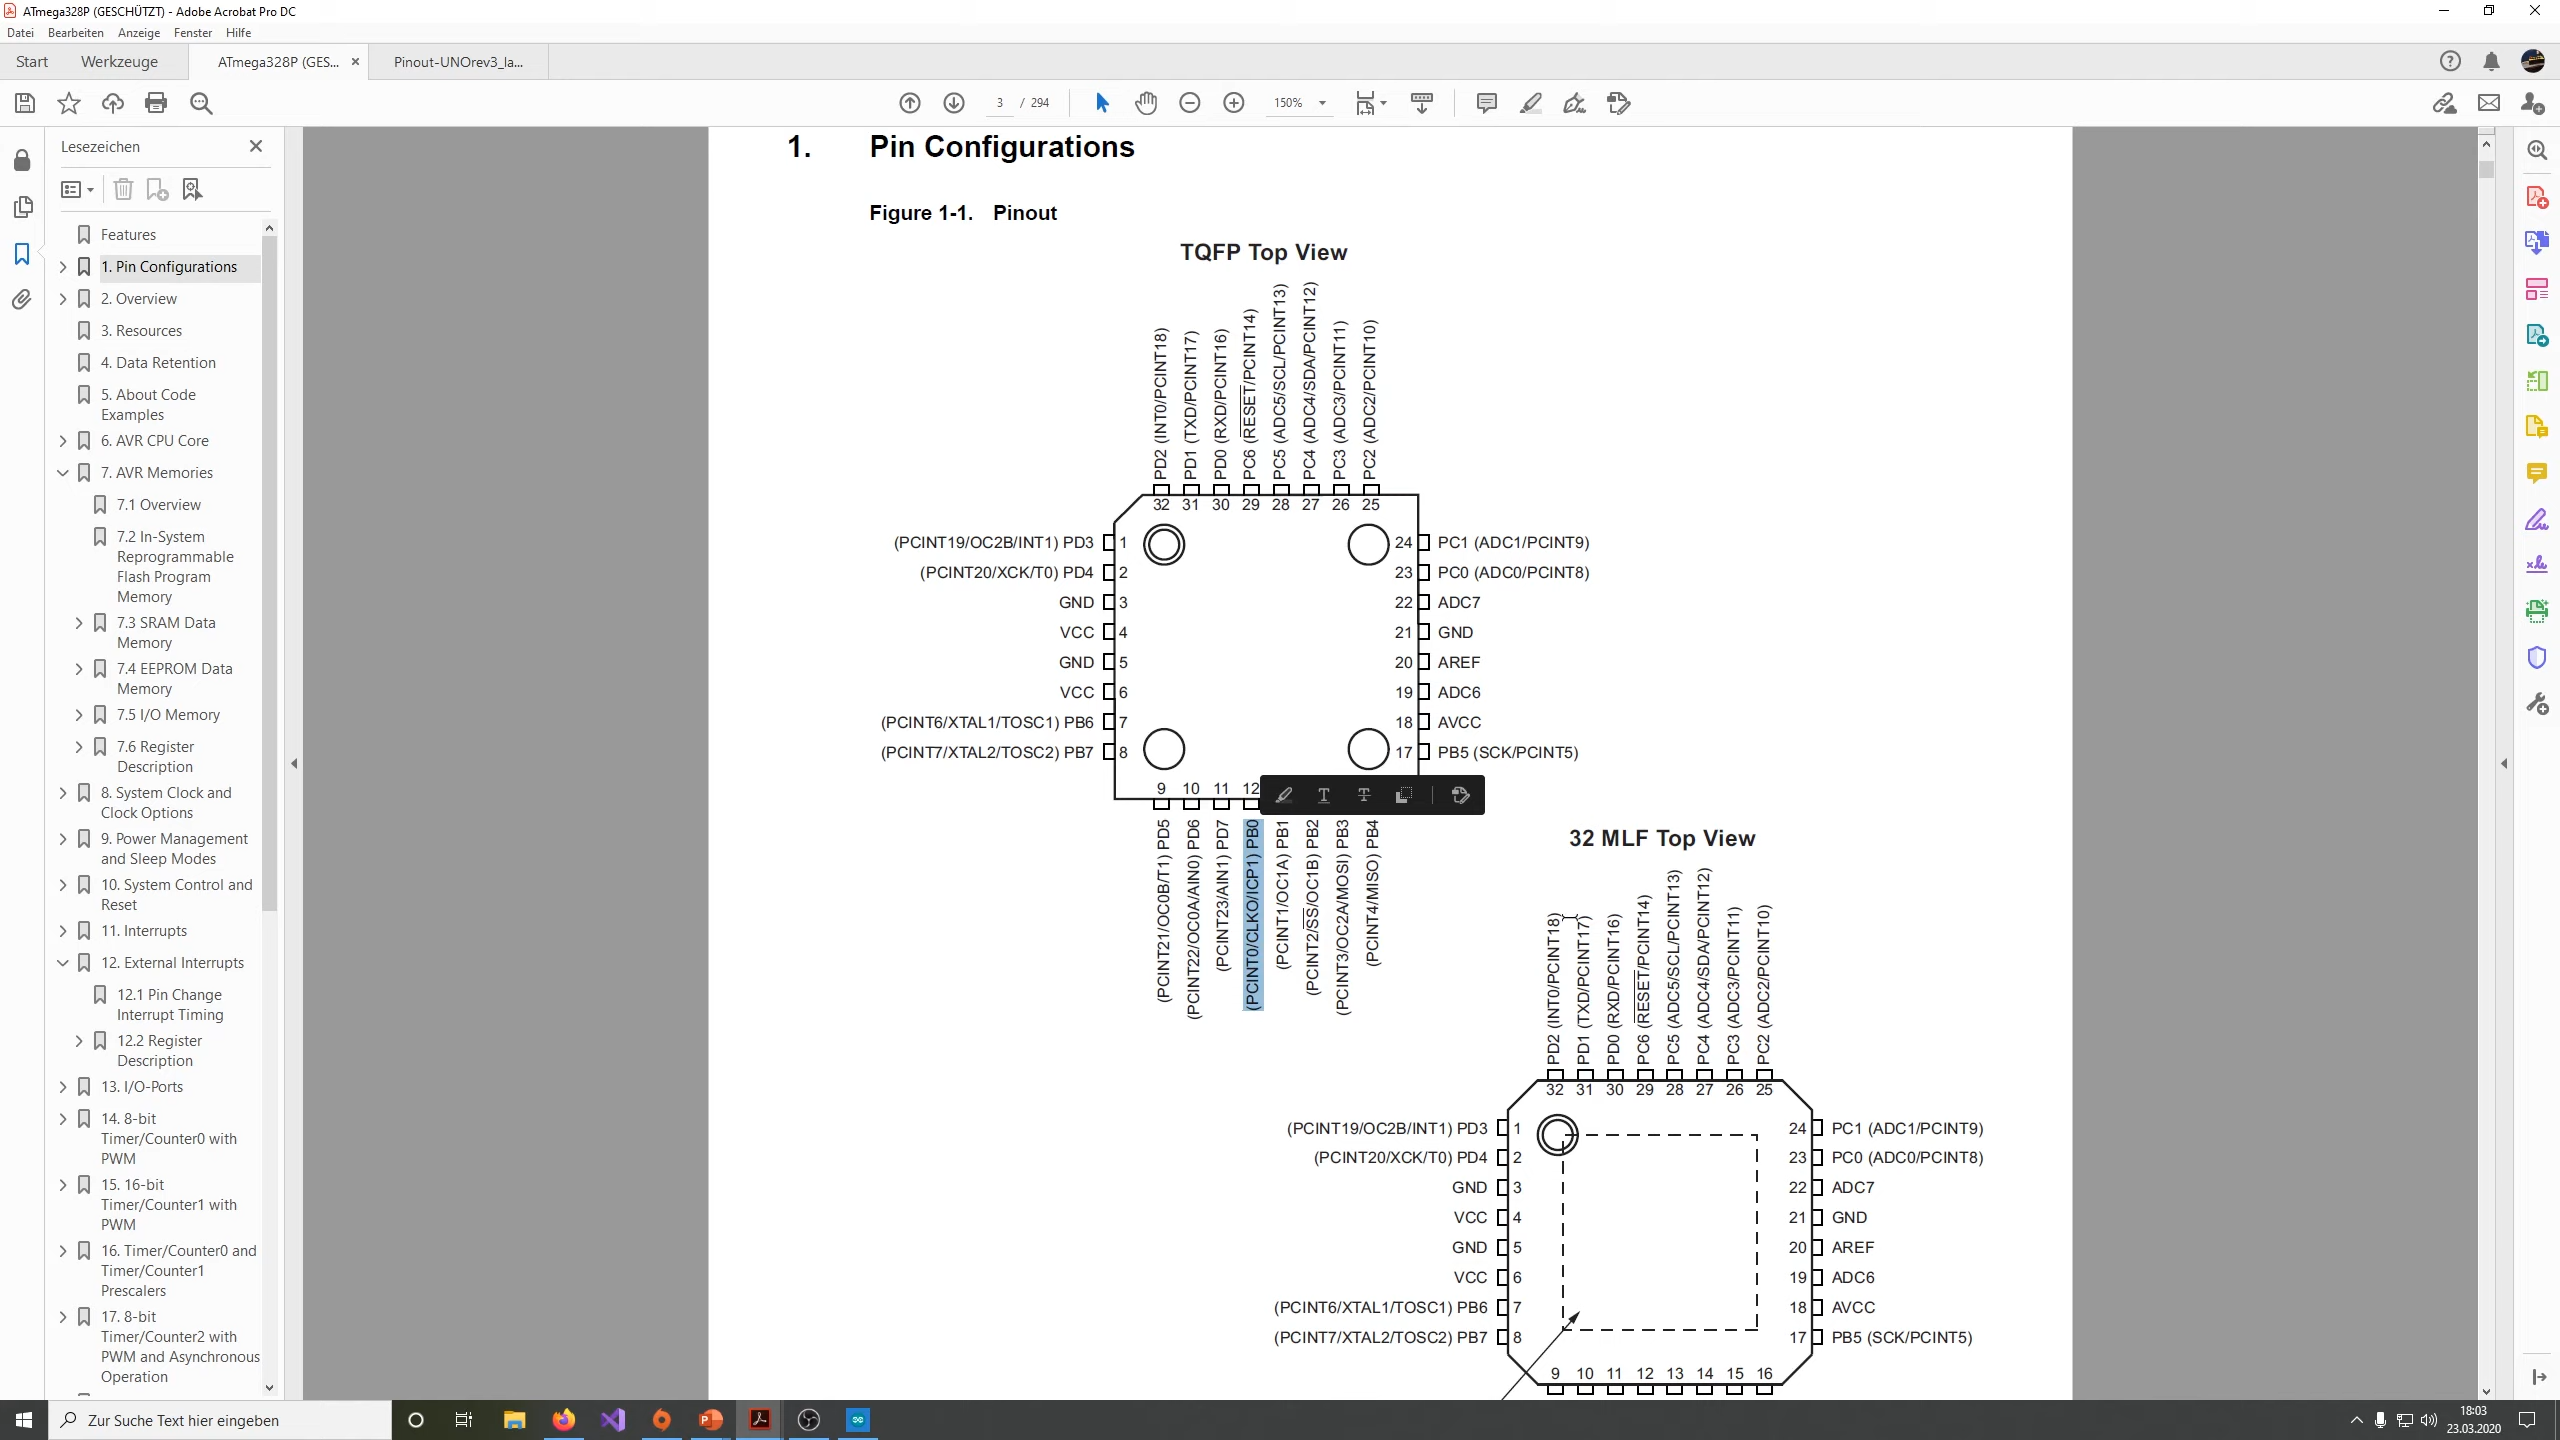 ATmega328P (GESCHÜTZT) - Adobe Acrobat Pro DC
Datei Bearbeiten Anzeige Fenster Hilfe
Start Werkzeuge ATmega328P (GES... × Pinout-UNOrev3_la...
3 / 294 150%
Lesezeichen
Features
1. Pin Configurations
2. Overview
3. Resources
4. Data Retention
5. About Code
Examples
6. AVR CPU Core
7. AVR Memories
7.1 Overview
7.2 In-System
Reprogrammable
Flash Program
Memory
7.3 SRAM Data
Memory
7.4 EEPROM Data
Memory
7.5 I/O Memory
7.6 Register
Description
8. System Clock and
Clock Options
9. Power Management
and Sleep Modes
10. System Control and
Reset
11. Interrupts
12. External Interrupts
12.1 Pin Change
Interrupt Timing
12.2 Register
Description
13. I/O-Ports
14. 8-bit
Timer/Counter0 with
PWM
15. 16-bit
Timer/Counter1 with
PWM
16. Timer/Counter0 and
Timer/Counter1
Prescalers
17. 8-bit
Timer/Counter2 with
PWM and Asynchronous
Operation
1. Pin Configurations
Figure 1-1. Pinout
TQFP Top View
PD2 (INT0/PCINT18)
PD1 (TXD/PCINT17)
PD0 (RXD/PCINT16)
PC6 (RESET/PCINT14)
PC5 (ADC5/SCL/PCINT13)
PC4 (ADC4/SDA/PCINT12)
PC3 (ADC3/PCINT11)
PC2 (ADC2/PCINT10)
32 31 30 29 28 27 26 25
(PCINT19/OC2B/INT1) PD3 1
(PCINT20/XCK/T0) PD4 2
GND 3
VCC 4
GND 5
VCC 6
(PCINT6/XTAL1/TOSC1) PB6 7
(PCINT7/XTAL2/TOSC2) PB7 8
24 PC1 (ADC1/PCINT9)
23 PC0 (ADC0/PCINT8)
22 ADC7
21 GND
20 AREF
19 ADC6
18 AVCC
17 PB5 (SCK/PCINT5)
9 10 11 12
(PCINT21/OC0B/T1) PD5
(PCINT22/OC0A/AIN0) PD6
(PCINT23/AIN1) PD7
(PCINT0/CLKO/ICP1) PB0
(PCINT1/OC1A) PB1
(PCINT2/SS/OC1B) PB2
(PCINT3/OC2A/MOSI) PB3
(PCINT4/MISO) PB4
32 MLF Top View
PD2 (INT0/PCINT18)
PD1 (TXD/PCINT17)
PD0 (RXD/PCINT16)
PC6 (RESET/PCINT14)
PC5 (ADC5/SCL/PCINT13)
PC4 (ADC4/SDA/PCINT12)
PC3 (ADC3/PCINT11)
PC2 (ADC2/PCINT10)
32 31 30 29 28 27 26 25
(PCINT19/OC2B/INT1) PD3 1
(PCINT20/XCK/T0) PD4 2
GND 3
VCC 4
GND 5
VCC 6
(PCINT6/XTAL1/TOSC1) PB6 7
(PCINT7/XTAL2/TOSC2) PB7 8
24 PC1 (ADC1/PCINT9)
23 PC0 (ADC0/PCINT8)
22 ADC7
21 GND
20 AREF
19 ADC6
18 AVCC
17 PB5 (SCK/PCINT5)
9 10 11 12 13 14 15 16
Zur Suche Text hier eingeben
18:03
23.03.2020